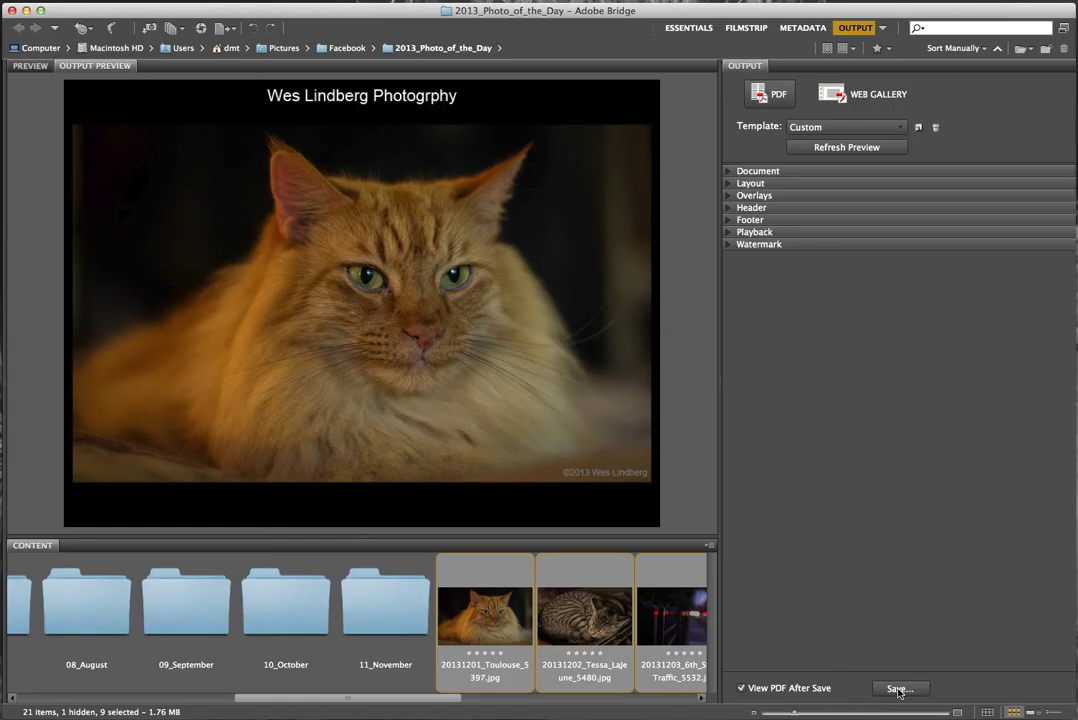 2013_Photo_of_the_Day – Adobe Bridge
ESSENTIALS FILMSTRIP METADATA OUTPUT
Computer > Macintosh HD > Users > dmt > Pictures > Facebook > 2013_Photo_of_the_Day >
Sort Manually
PREVIEW OUTPUT PREVIEW
OUTPUT
Wes Lindberg Photogrphy
©2013 Wes Lindberg
PDF WEB GALLERY
Template: Custom
Refresh Preview
Document
Layout
Overlays
Header
Footer
Playback
Watermark
CONTENT
08_August
09_September
10_October
11_November
20131201_Toulouse_5
397.jpg
20131202_Tessa_LaJe
une_5480.jpg
20131203_6th_S
Traffic_5532.j
View PDF After Save
Save...
21 items, 1 hidden, 9 selected – 1.76 MB